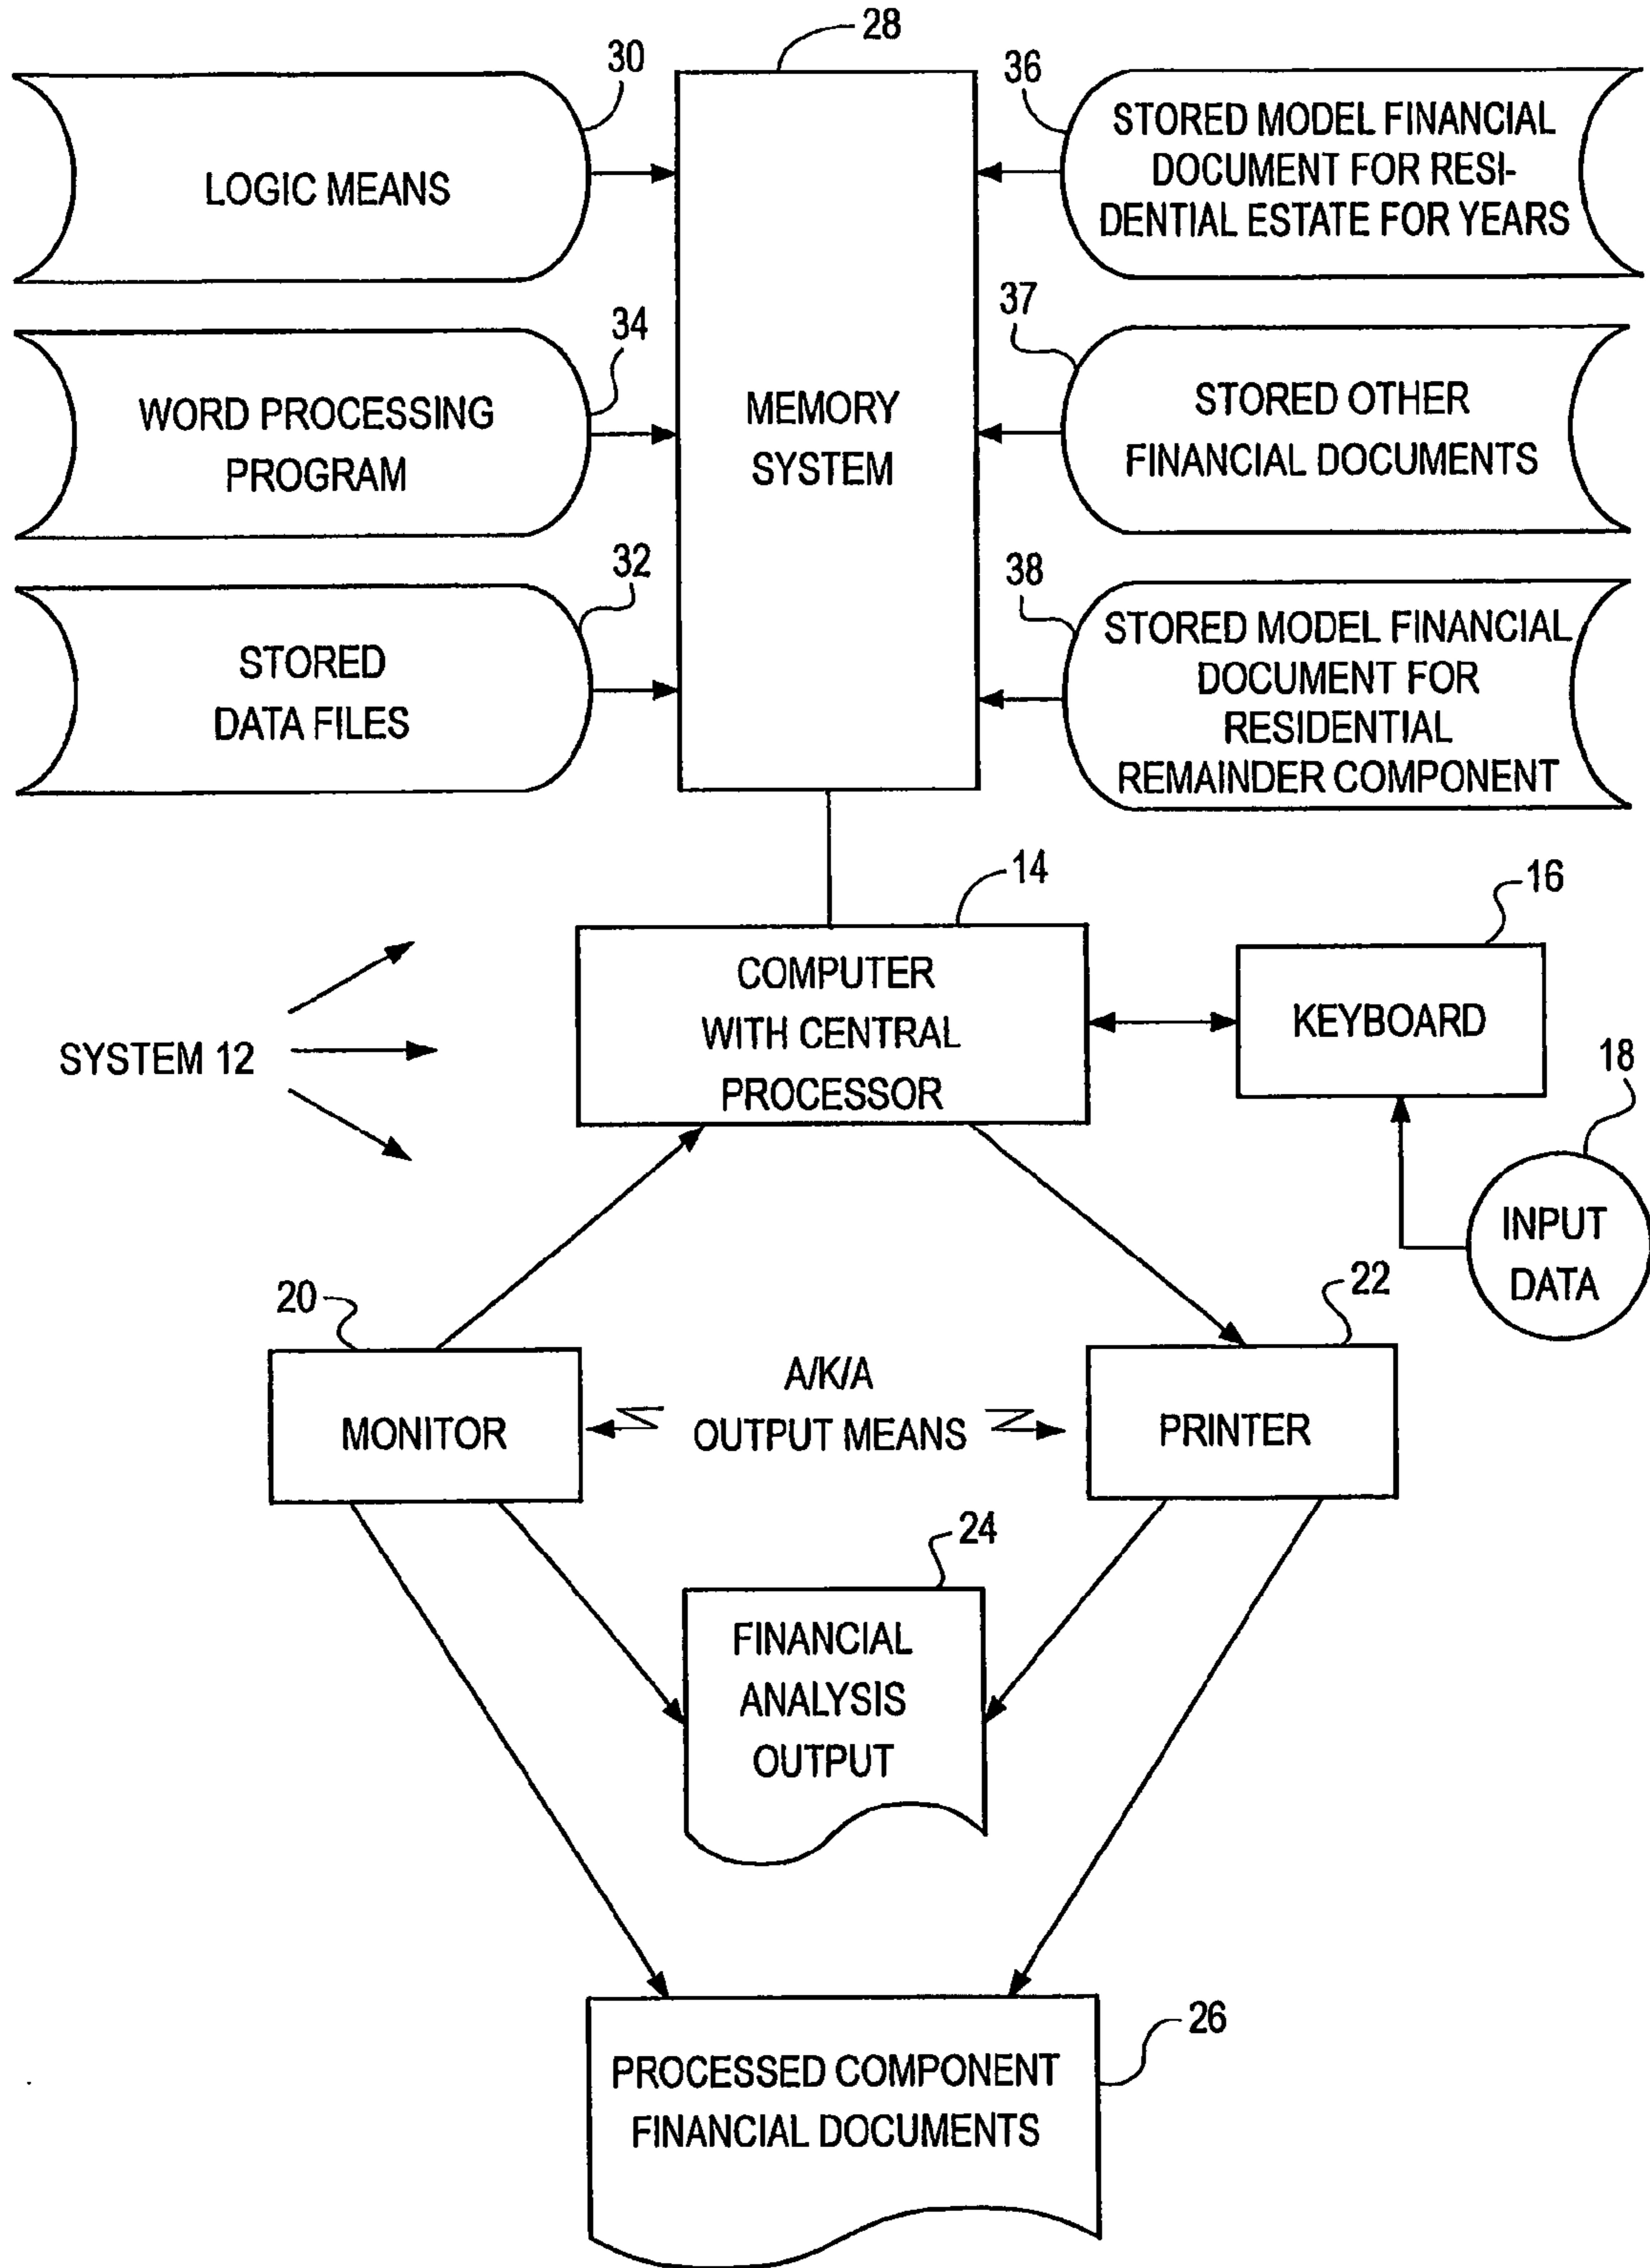 28
30
LOGIC MEANS
34
WORD PROCESSING
PROGRAM
32
STORED
DATA FILES
MEMORY
SYSTEM
36
STORED MODEL FINANCIAL
DOCUMENT FOR RESI-
DENTIAL ESTATE FOR YEARS
37
STORED OTHER
FINANCIAL DOCUMENTS
38
STORED MODEL FINANCIAL
DOCUMENT FOR
RESIDENTIAL
REMAINDER COMPONENT
14
COMPUTER
WITH CENTRAL
PROCESSOR
16
KEYBOARD
SYSTEM 12
18
INPUT
DATA
20
MONITOR
A/K/A
OUTPUT MEANS
22
PRINTER
24
FINANCIAL
ANALYSIS
OUTPUT
26
PROCESSED COMPONENT
FINANCIAL DOCUMENTS